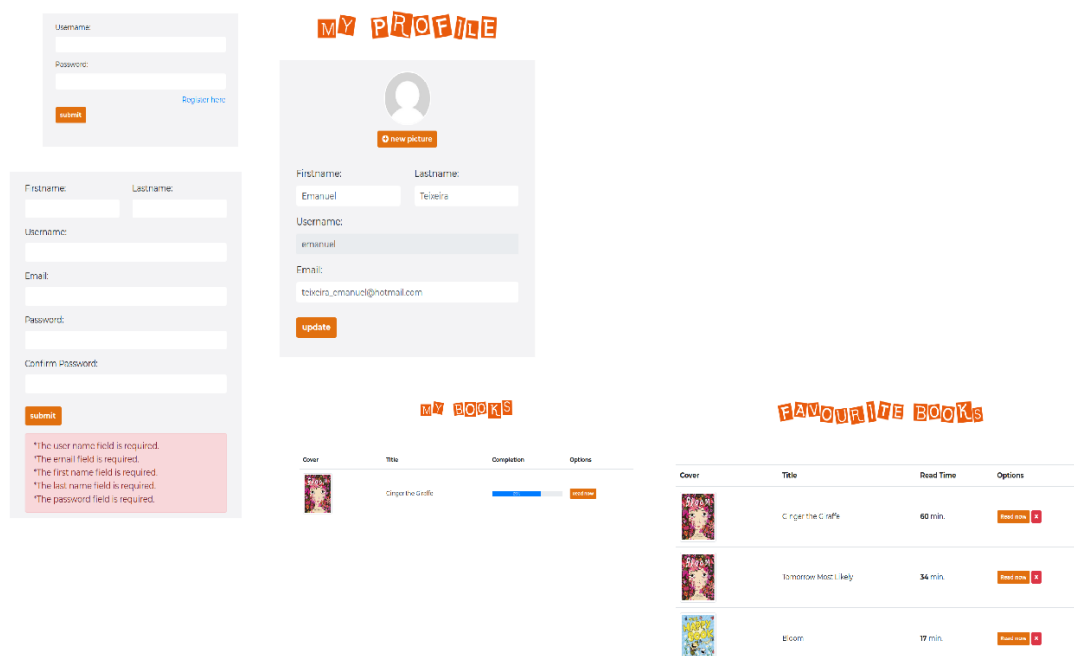 Username:
Password:
Register here
submit
Firstname: Lastname:
Username:
Email:
Password:
Confirm Password:
submit
*The user name field is required.
*The email field is required.
*The first name field is required.
*The last name field is required.
*The password field is required.
MY PROFILE
new picture
Firstname: Lastname:
Emanuel Teixeira
Username:
emanuel
Email:
teixeira_emanuel@hotmail.com
update
MY BOOKS
Cover Title Completion Options
Ginger the Giraffe read now
FAVOURITE BOOKS
Cover Title Read Time Options
Bloom
Ginger the Giraffe 60 min. Read now x
Bloom
Tomorrow Most Likely 34 min. Read now x
Bloom 17 min. Read now x